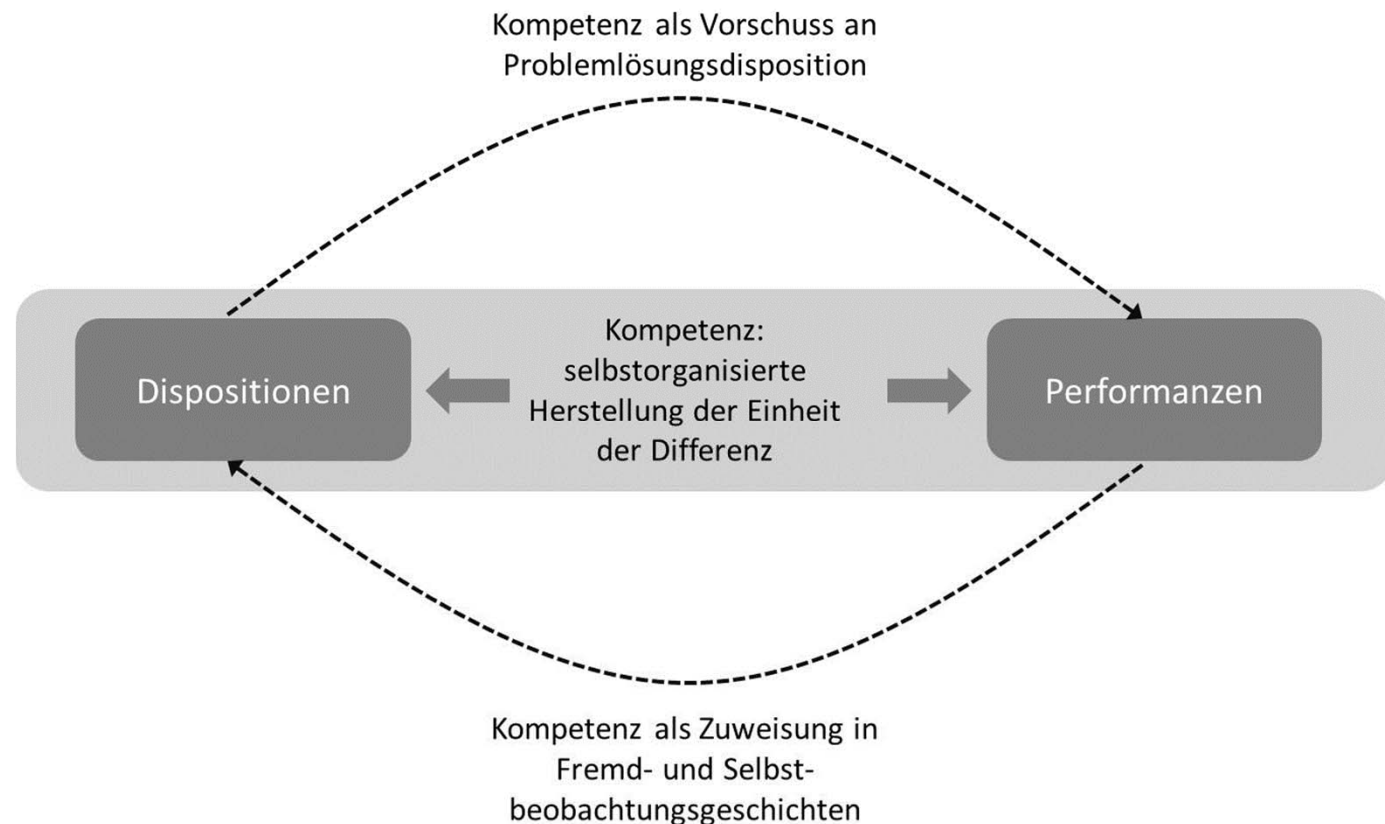 Kompetenz als Vorschuss an
Problemlösungsdisposition
Dispositionen
Kompetenz:
selbstorganisierte
Herstellung der Einheit
der Differenz
Performanzen
Kompetenz als Zuweisung in
Fremd- und Selbst-
beobachtungsgeschichten